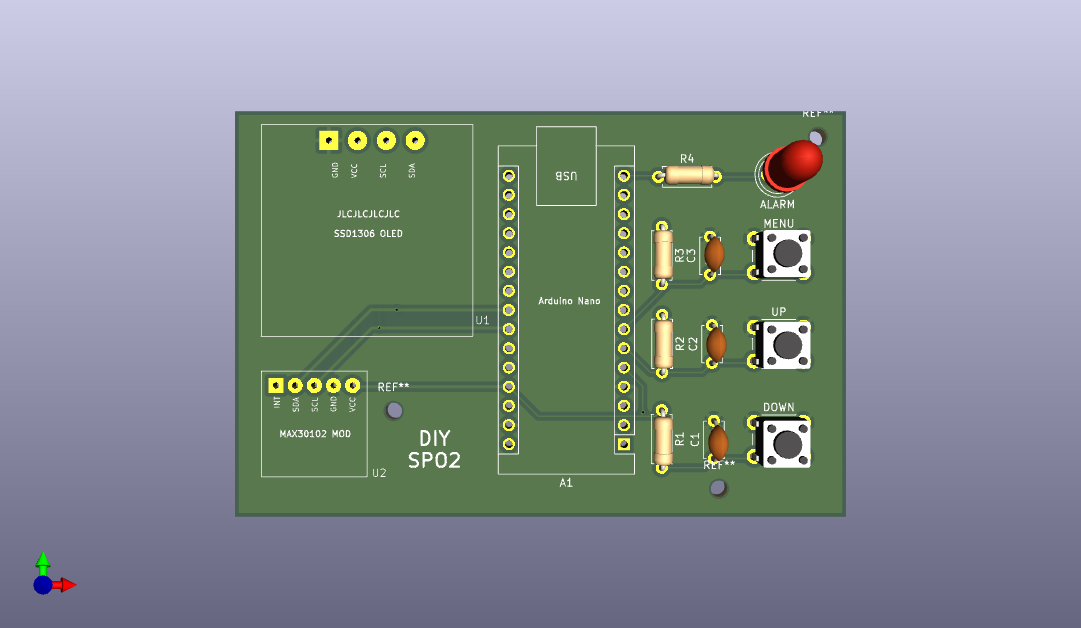 REF**
GND VCC SCL SDA
JLCJLCJLCJLC
SSD1306 OLED
U1
USB
Arduino Nano
A1
R4
ALARM
MENU
R3 C3
UP
R2 C2
DOWN
R1 C1
REF**
INT SDA SCL GND VCC
REF**
MAX30102 MOD
U2
DIY
SPO2